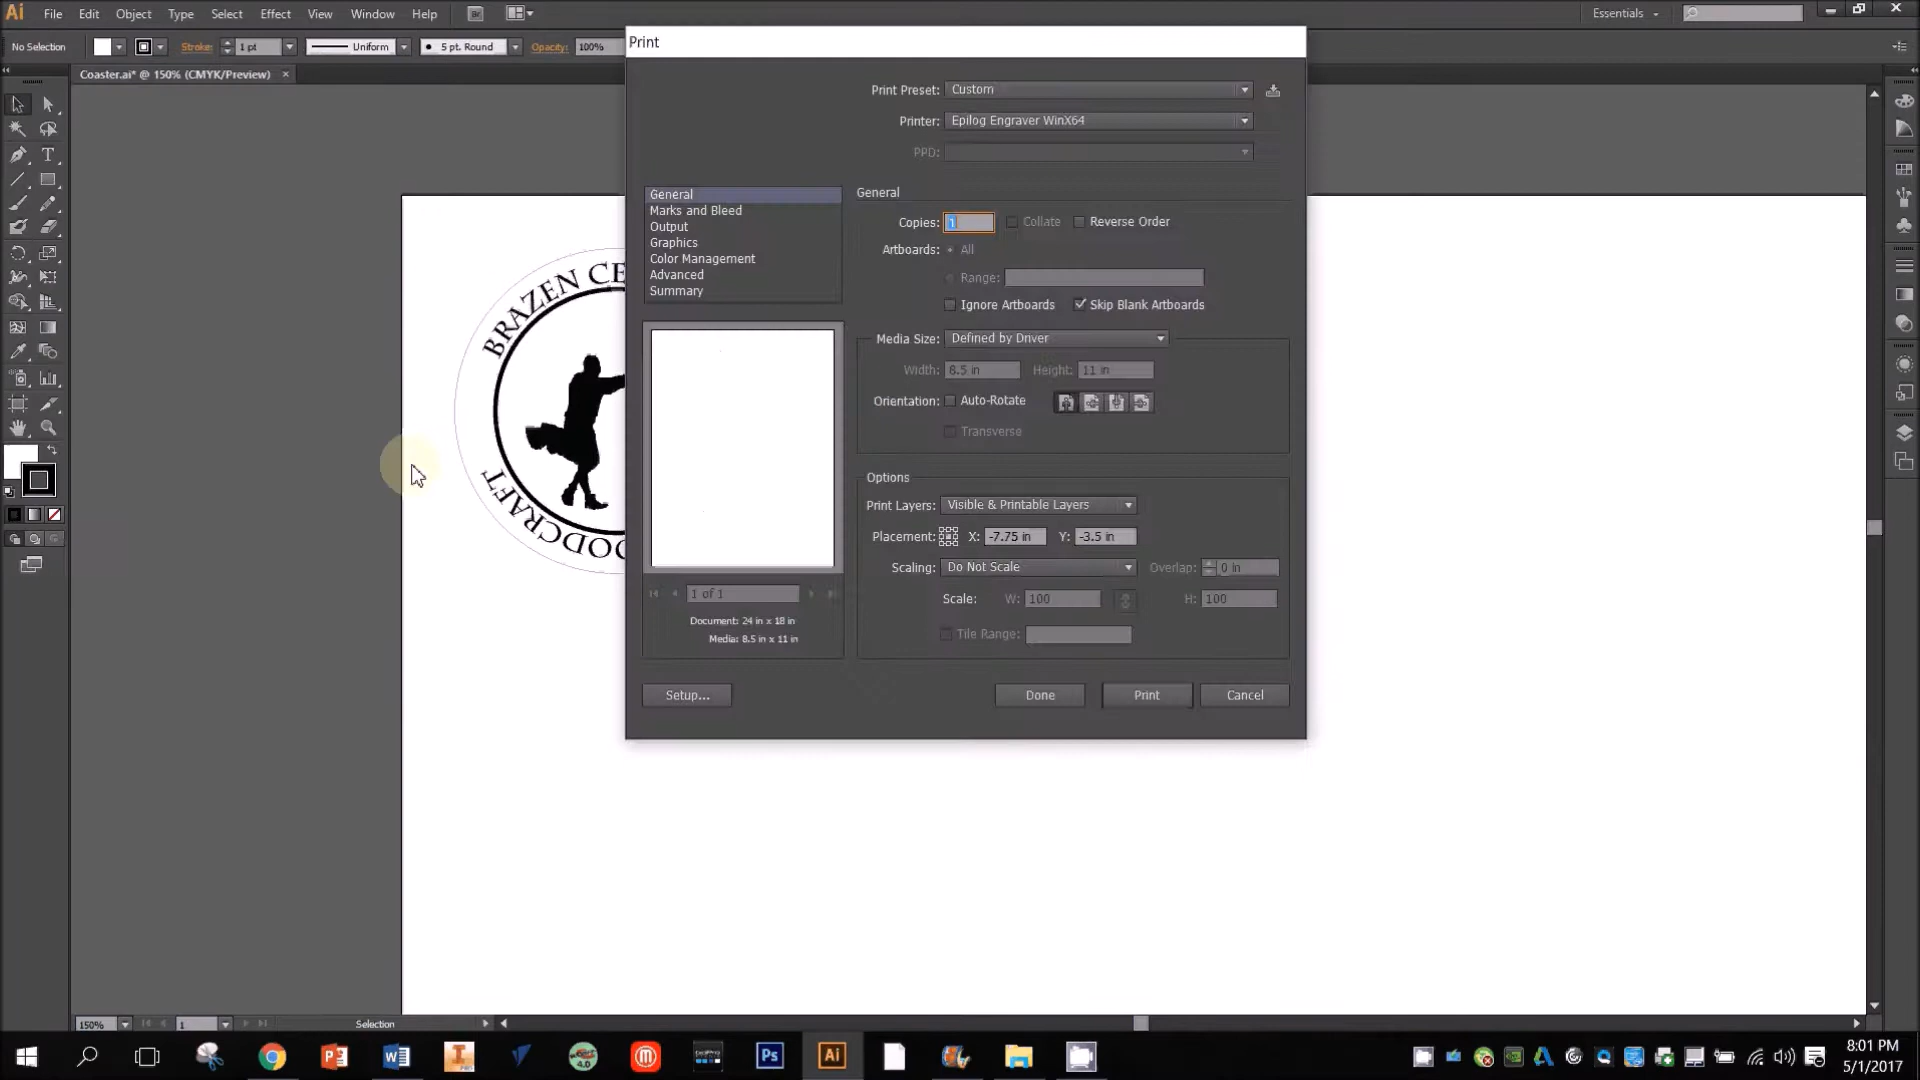 Ai File Edit Object Type Select Effect View Window Help Br Essentials
No Selection Stroke: 1 pt Uniform 5 pt. Round Opacity: 100%
Coaster.ai* @ 150% (CMYK/Preview) ×
Print
Print Preset: Custom
Printer: Epilog Engraver WinX64
PPD:
General
Marks and Bleed
Output
Graphics
Color Management
Advanced
Summary
General
Copies: 1 Collate Reverse Order
Artboards: All
Range:
Ignore Artboards Skip Blank Artboards
Media Size: Defined by Driver
Width: 8.5 in Height: 11 in
Orientation: Auto-Rotate
Transverse
Options
Print Layers: Visible & Printable Layers
Placement: X: -7.75 in Y: -3.5 in
Scaling: Do Not Scale Overlap: 0 in
Scale: W: 100 H: 100
Tile Range:
1 of 1
Document: 24 in x 18 in
Media: 8.5 in x 11 in
Setup... Done Print Cancel
BRAZEN CE
OODCRAFT
150% 1 Selection
Ps Ai
8:01 PM
5/1/2017